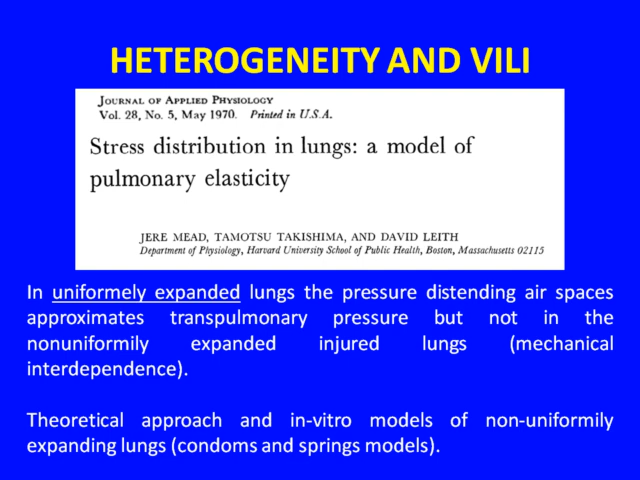 HETEROGENEITY AND VILI
JOURNAL OF APPLIED PHYSIOLOGY
Vol. 28, No. 5, May 1970. Printed in U.S.A.
Stress distribution in lungs: a model of
pulmonary elasticity
JERE MEAD, TAMOTSU TAKISHIMA, AND DAVID LEITH
Department of Physiology, Harvard University School of Public Health, Boston, Massachusetts 02115
In uniformely expanded lungs the pressure distending air spaces
approximates transpulmonary pressure but not in the
nonuniformily expanded injured lungs (mechanical
interdependence).
Theoretical approach and in-vitro models of non-uniformily
expanding lungs (condoms and springs models).